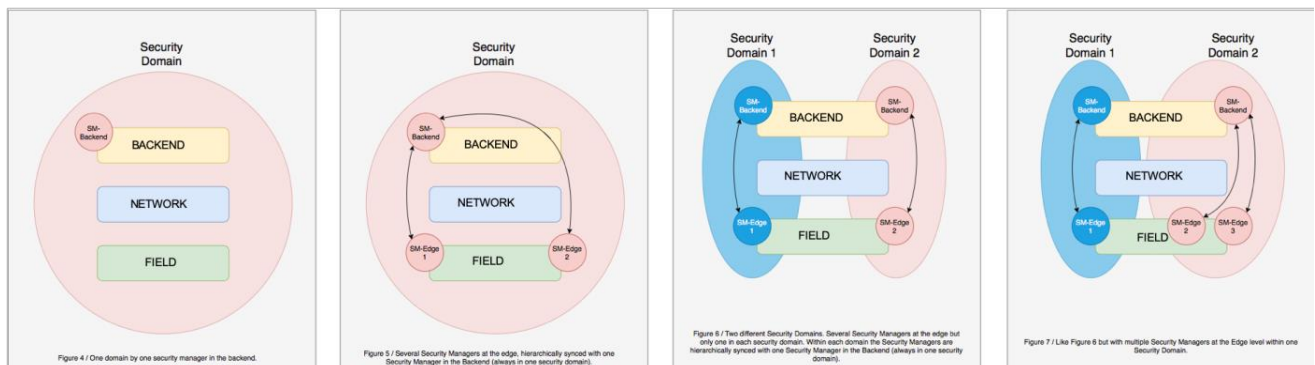 Security
Domain
SM-
Backend
BACKEND
NETWORK
FIELD
Figure 4 / One domain by one security manager in the backend.
Security
Domain
SM-
Backend
BACKEND
NETWORK
SM-Edge
1
FIELD
SM-Edge
2
Figure 5 / Several Security Managers at the edge, hierarchically synced with one
Security Manager in the Backend (always in one security domain).
Security
Domain 1
Security
Domain 2
SM-
Backend
SM-
Backend
BACKEND
NETWORK
SM-Edge
1
FIELD
SM-Edge
2
Figure 6 / Two different Security Domains. Several Security Managers at the edge but
only one in each security domain. Within each domain the Security Managers are
hierarchically synced with one Security Manager in the Backend (always in one security
domain).
Security
Domain 1
Security
Domain 2
SM-
Backend
SM-
Backend
BACKEND
NETWORK
SM-Edge
1
FIELD
SM-Edge
2
SM-Edge
3
Figure 7 / Like Figure 6 but with multiple Security Managers at the Edge level within one
Security Domain.